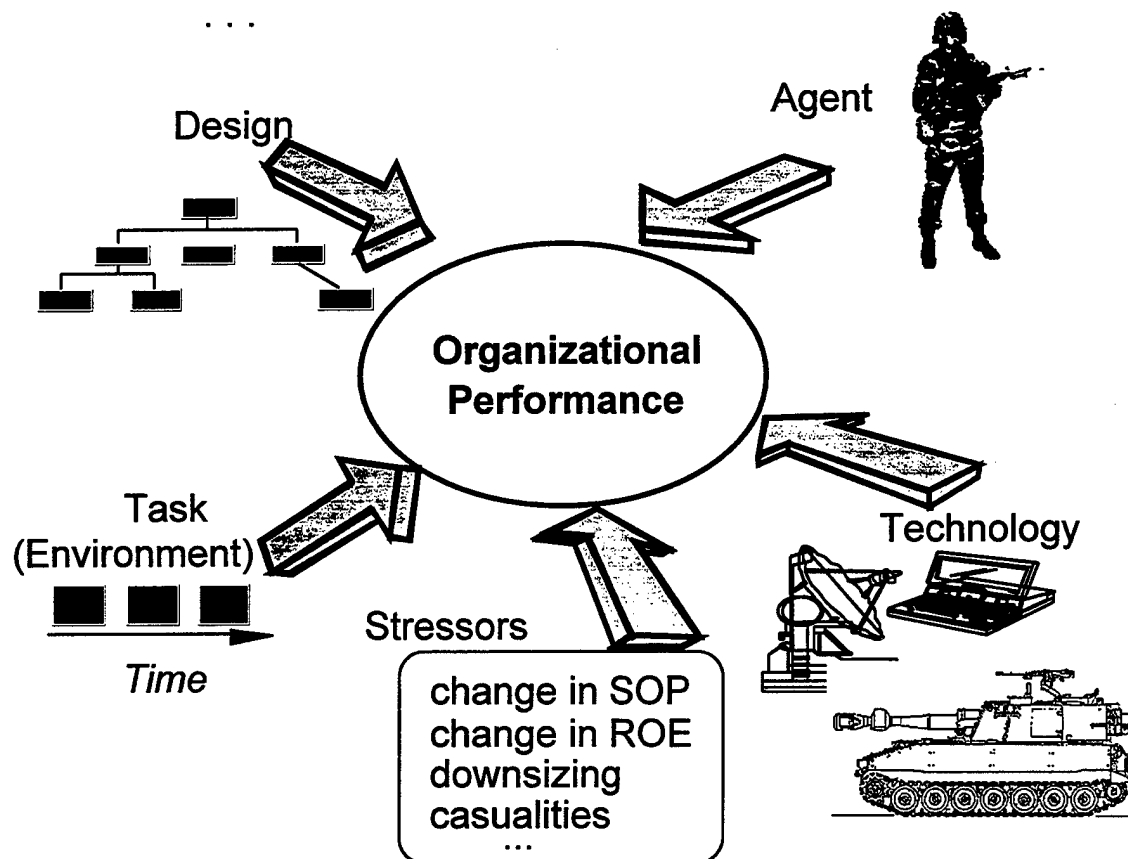 . . .
Design
Agent
Organizational
Performance
Task
(Environment)
Time
Technology
Stressors
change in SOP
change in ROE
downsizing
casualities
...